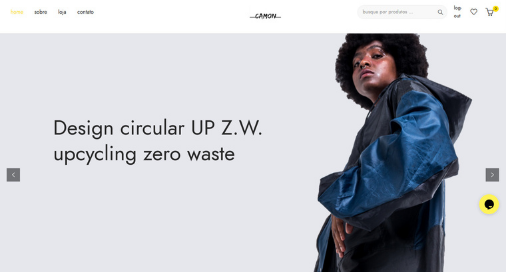 home
sobre
loja
contato
...CAMON...
busque por produtos ...
log-
out
0
Design circular UP Z.W.
upcycling zero waste